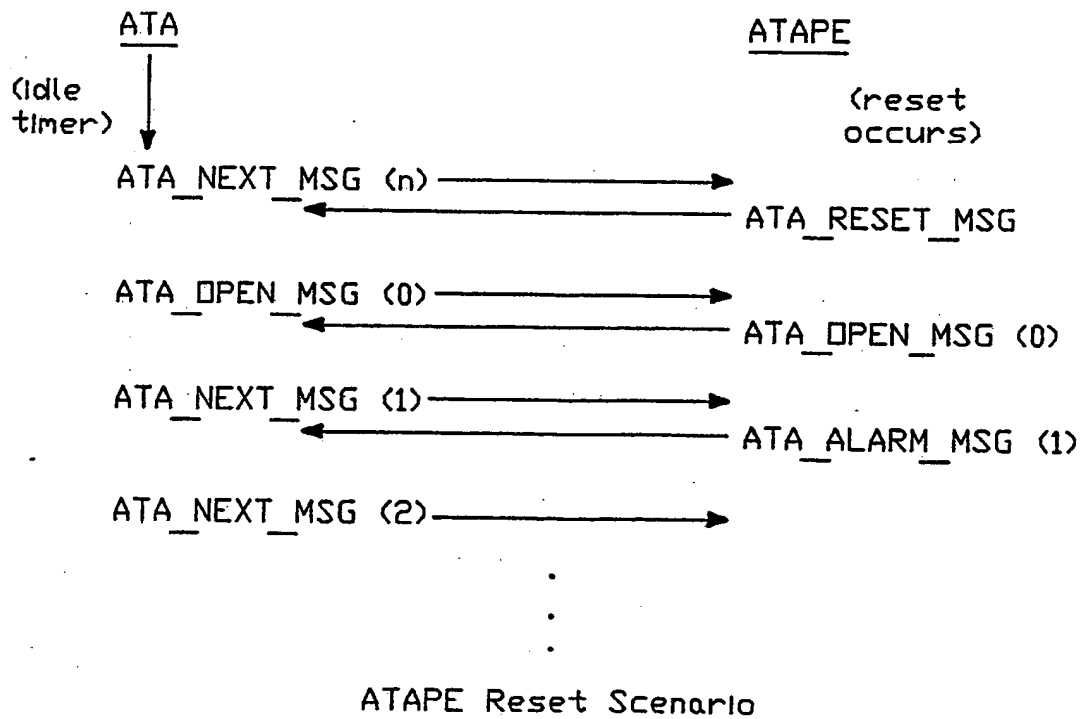 ATA
ATAPE
(idle
timer)
(reset
occurs)
ATA_NEXT_MSG (n)
ATA_RESET_MSG
ATA_OPEN_MSG (0)
ATA_OPEN_MSG (0)
ATA_NEXT_MSG (1)
ATA_ALARM_MSG (1)
ATA_NEXT_MSG (2)
ATAPE Reset Scenario